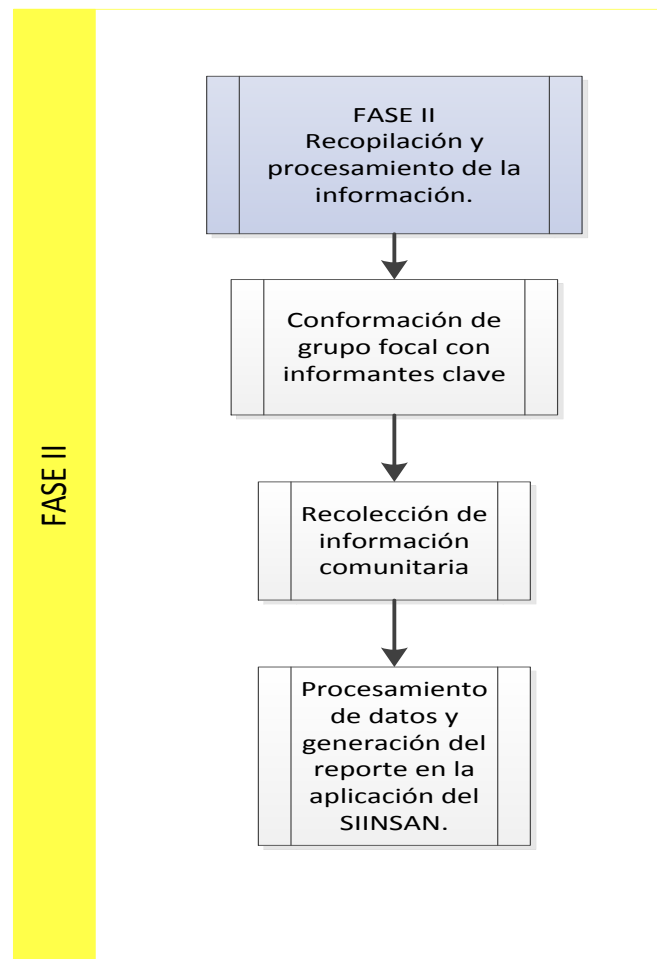 FASE II
FASE II
Recopilación y
procesamiento de la
información.
Conformación de
grupo focal con
informantes clave
Recolección de
información
comunitaria
Procesamiento
de datos y
generación del
reporte en la
aplicación del
SIINSAN.